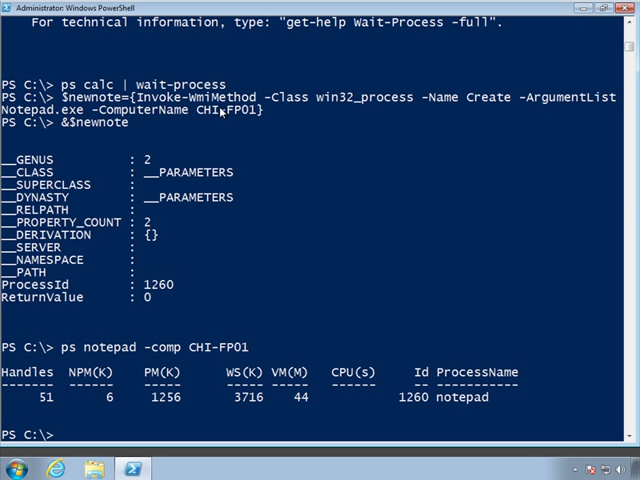 Administrator: Windows PowerShell
For technical information, type: "get-help Wait-Process -full".
PS C:\> ps calc | wait-process
PS C:\> $newnote={Invoke-WmiMethod -Class win32_process -Name Create -ArgumentList
Notepad.exe -ComputerName CHI-FP01}
PS C:\> &$newnote
__GENUS : 2
__CLASS : __PARAMETERS
__SUPERCLASS :
__DYNASTY : __PARAMETERS
__RELPATH :
__PROPERTY_COUNT : 2
__DERIVATION : {}
__SERVER :
__NAMESPACE :
__PATH :
ProcessId : 1260
ReturnValue : 0
PS C:\> ps notepad -comp CHI-FP01
Handles NPM(K) PM(K) WS(K) VM(M) CPU(s) Id ProcessName
------- ------ ----- ----- ----- ------ -- -----------
51 6 1256 3716 44 1260 notepad
PS C:\>